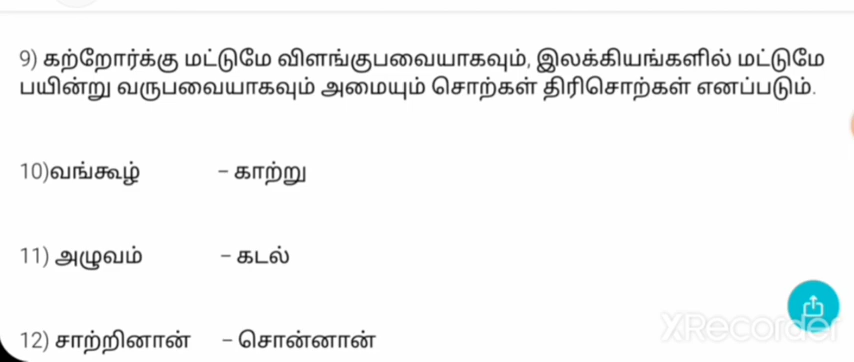 9) கற்றோர்க்கு மட்டுமே விளங்குபவையாகவும், இலக்கியங்களில் மட்டுமே
பயின்று வருபவையாகவும் அமையும் சொற்கள் திரிசொற்கள் எனப்படும்.
10)வங்கூழ் – காற்று
11) அழுவம் – கடல்
12) சாற்றினான் – சொன்னான்
XRecorder